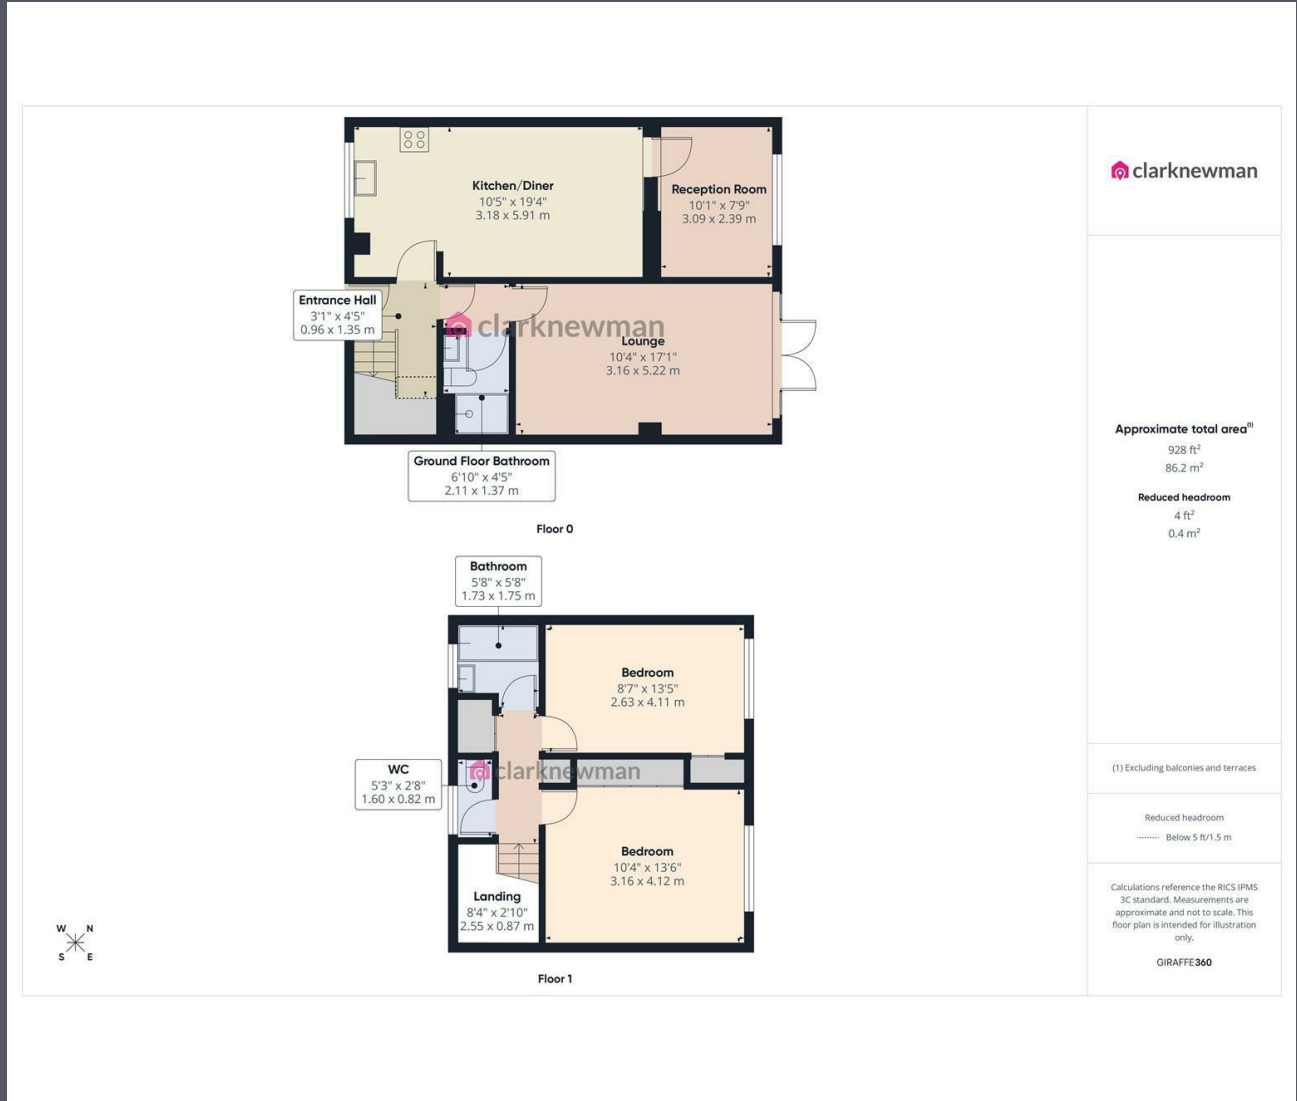 Kitchen/Diner
10'5" x 19'4"
3.18 x 5.91 m
Reception Room
10'1" x 7'9"
3.09 x 2.39 m
Entrance Hall
3'1" x 4'5"
0.96 x 1.35 m
clarknewman
Lounge
10'4" x 17'1"
3.16 x 5.22 m
Ground Floor Bathroom
6'10" x 4'5"
2.11 x 1.37 m
Floor 0
Bathroom
5'8" x 5'8"
1.73 x 1.75 m
Bedroom
8'7" x 13'5"
2.63 x 4.11 m
WC
5'3" x 2'8"
1.60 x 0.82 m
clarknewman
Bedroom
10'4" x 13'6"
3.16 x 4.12 m
Landing
8'4" x 2'10"
2.55 x 0.87 m
Floor 1
W N
S E
clarknewman
Approximate total area⁽¹⁾
928 ft²
86.2 m²
Reduced headroom
4 ft²
0.4 m²
(1) Excluding balconies and terraces
Reduced headroom
Below 5 ft/1.5 m
Calculations reference the RICS IPMS
3C standard. Measurements are
approximate and not to scale. This
floor plan is intended for illustration
only.
GIRAFFE360